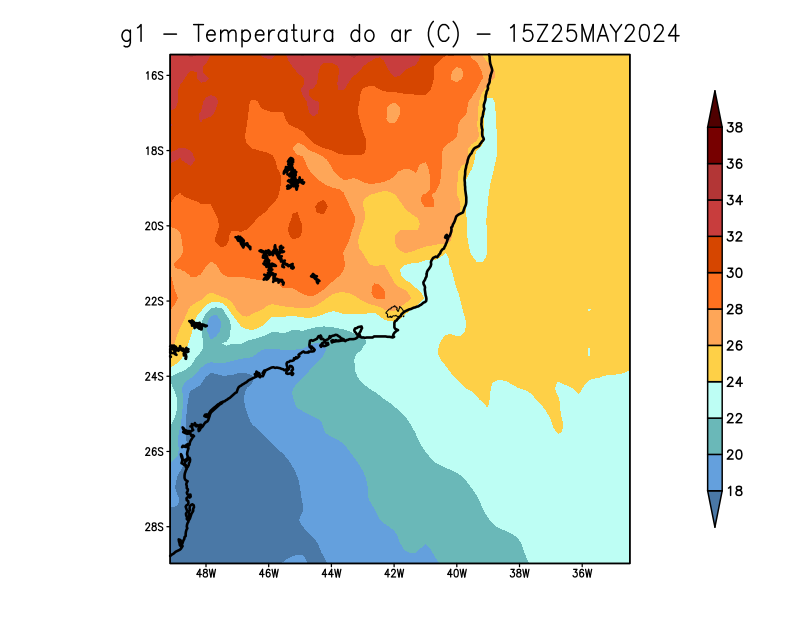 g1 - Temperatura do ar (C) - 15Z25MAY2024
16S
18S
20S
22S
24S
26S
28S
48W
46W
44W
42W
40W
38W
36W
38
36
34
32
30
28
26
24
22
20
18